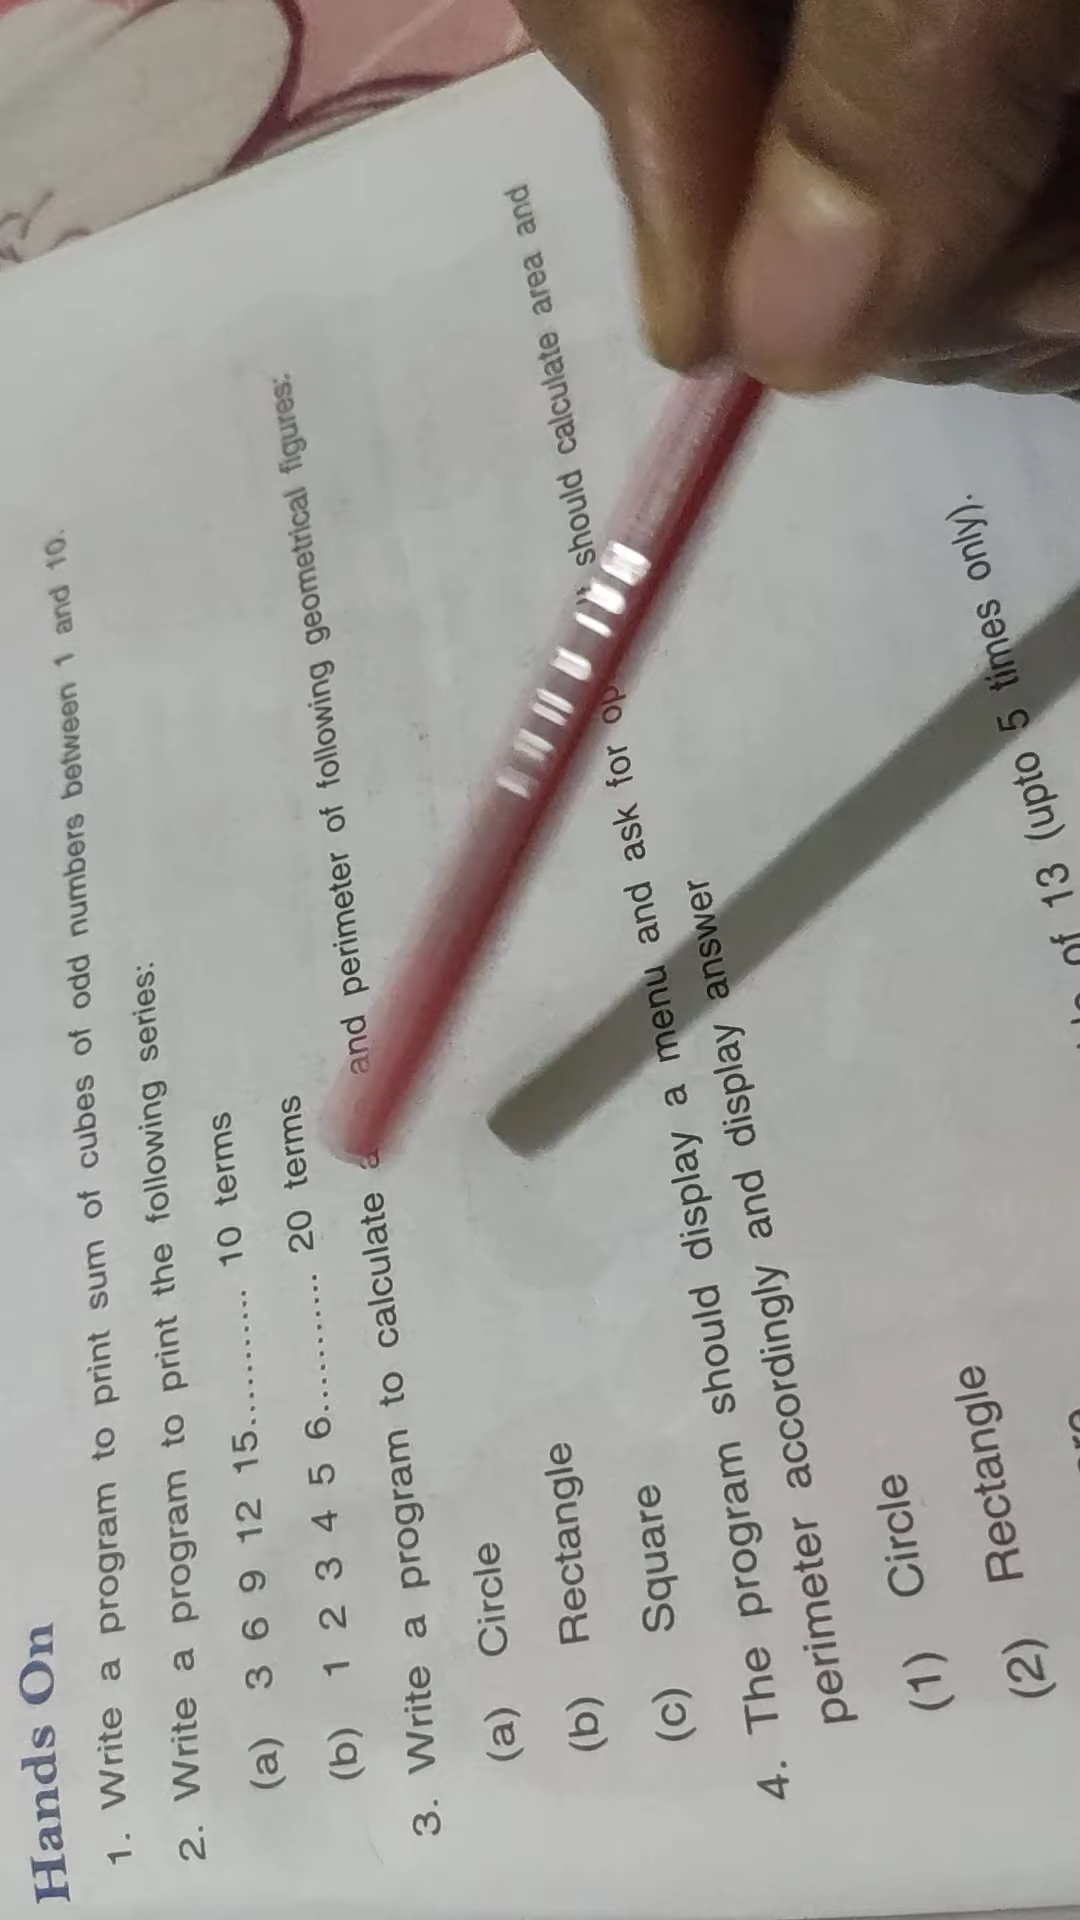 Hands On
1. Write a program to print sum of cubes of odd numbers between 1 and 10.
2. Write a program to print the following series:
(a) 3 6 9 12 15............ 10 terms
(b) 1 2 3 4 5 6............ 20 terms
3. Write a program to calculate and perimeter of following geometrical figures:
(a) Circle
(b) Rectangle
(c) Square
4. The program should display a menu and ask for should calculate area and
perimeter accordingly and display answer
(1) Circle
(2) Rectangle
of 13 (upto 5 times only).